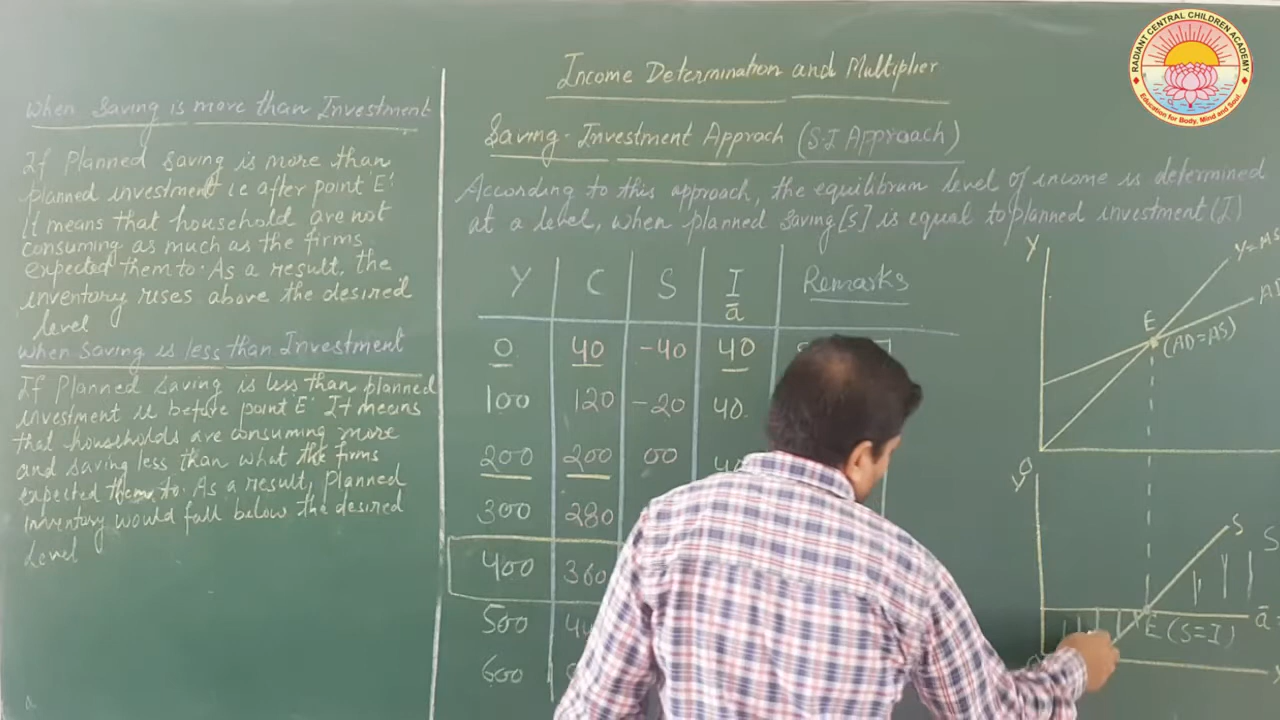 RADIANT CENTRAL CHILDREN ACADEMY
Education for Body, Mind and Soul
When Saving is more than Investment
If Planned Saving is more than
planned investment i.e after point E'
It means that household are not
consuming as much as the firms
expected them to. As a result, the
inventory rises above the desired
level
When Saving is less than Investment
If Planned Saving is less than planned
investment ie before point E' It means
that households are consuming more
and saving less than what the firms
expected them to. As a result, Planned
inventory would fall below the desired
level
Income Determination and Multiplier
Saving-Investment Approch (S-I Approach)
According to this approach, the equilibrum level of income is determined
at a level, when planned saving [S] is equal to planned investment (I)
Y C S I Remarks
ā
0 40 -40 40
100 120 -20 40
200 200 00
300 280
400 360
500
600
Y
Y=AS
E
(AD=AS)
O
Y
S
S
E (S=I)
ā